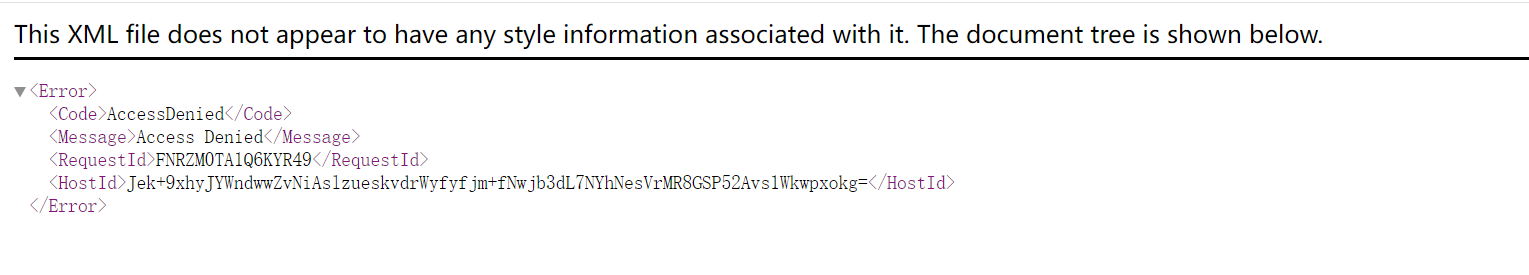 This XML file does not appear to have any style information associated with it. The document tree is shown below.
▼<Error>
<Code>AccessDenied</Code>
<Message>Access Denied</Message>
<RequestId>FNRZM0TA1Q6KYR49</RequestId>
<HostId>Jek+9xhyJYWndwwZvNiAslzueskvdrWyfyfjm+fNwjb3dL7NYhNesVrMR8GSP52Avs1Wkwpxokg=</HostId>
</Error>